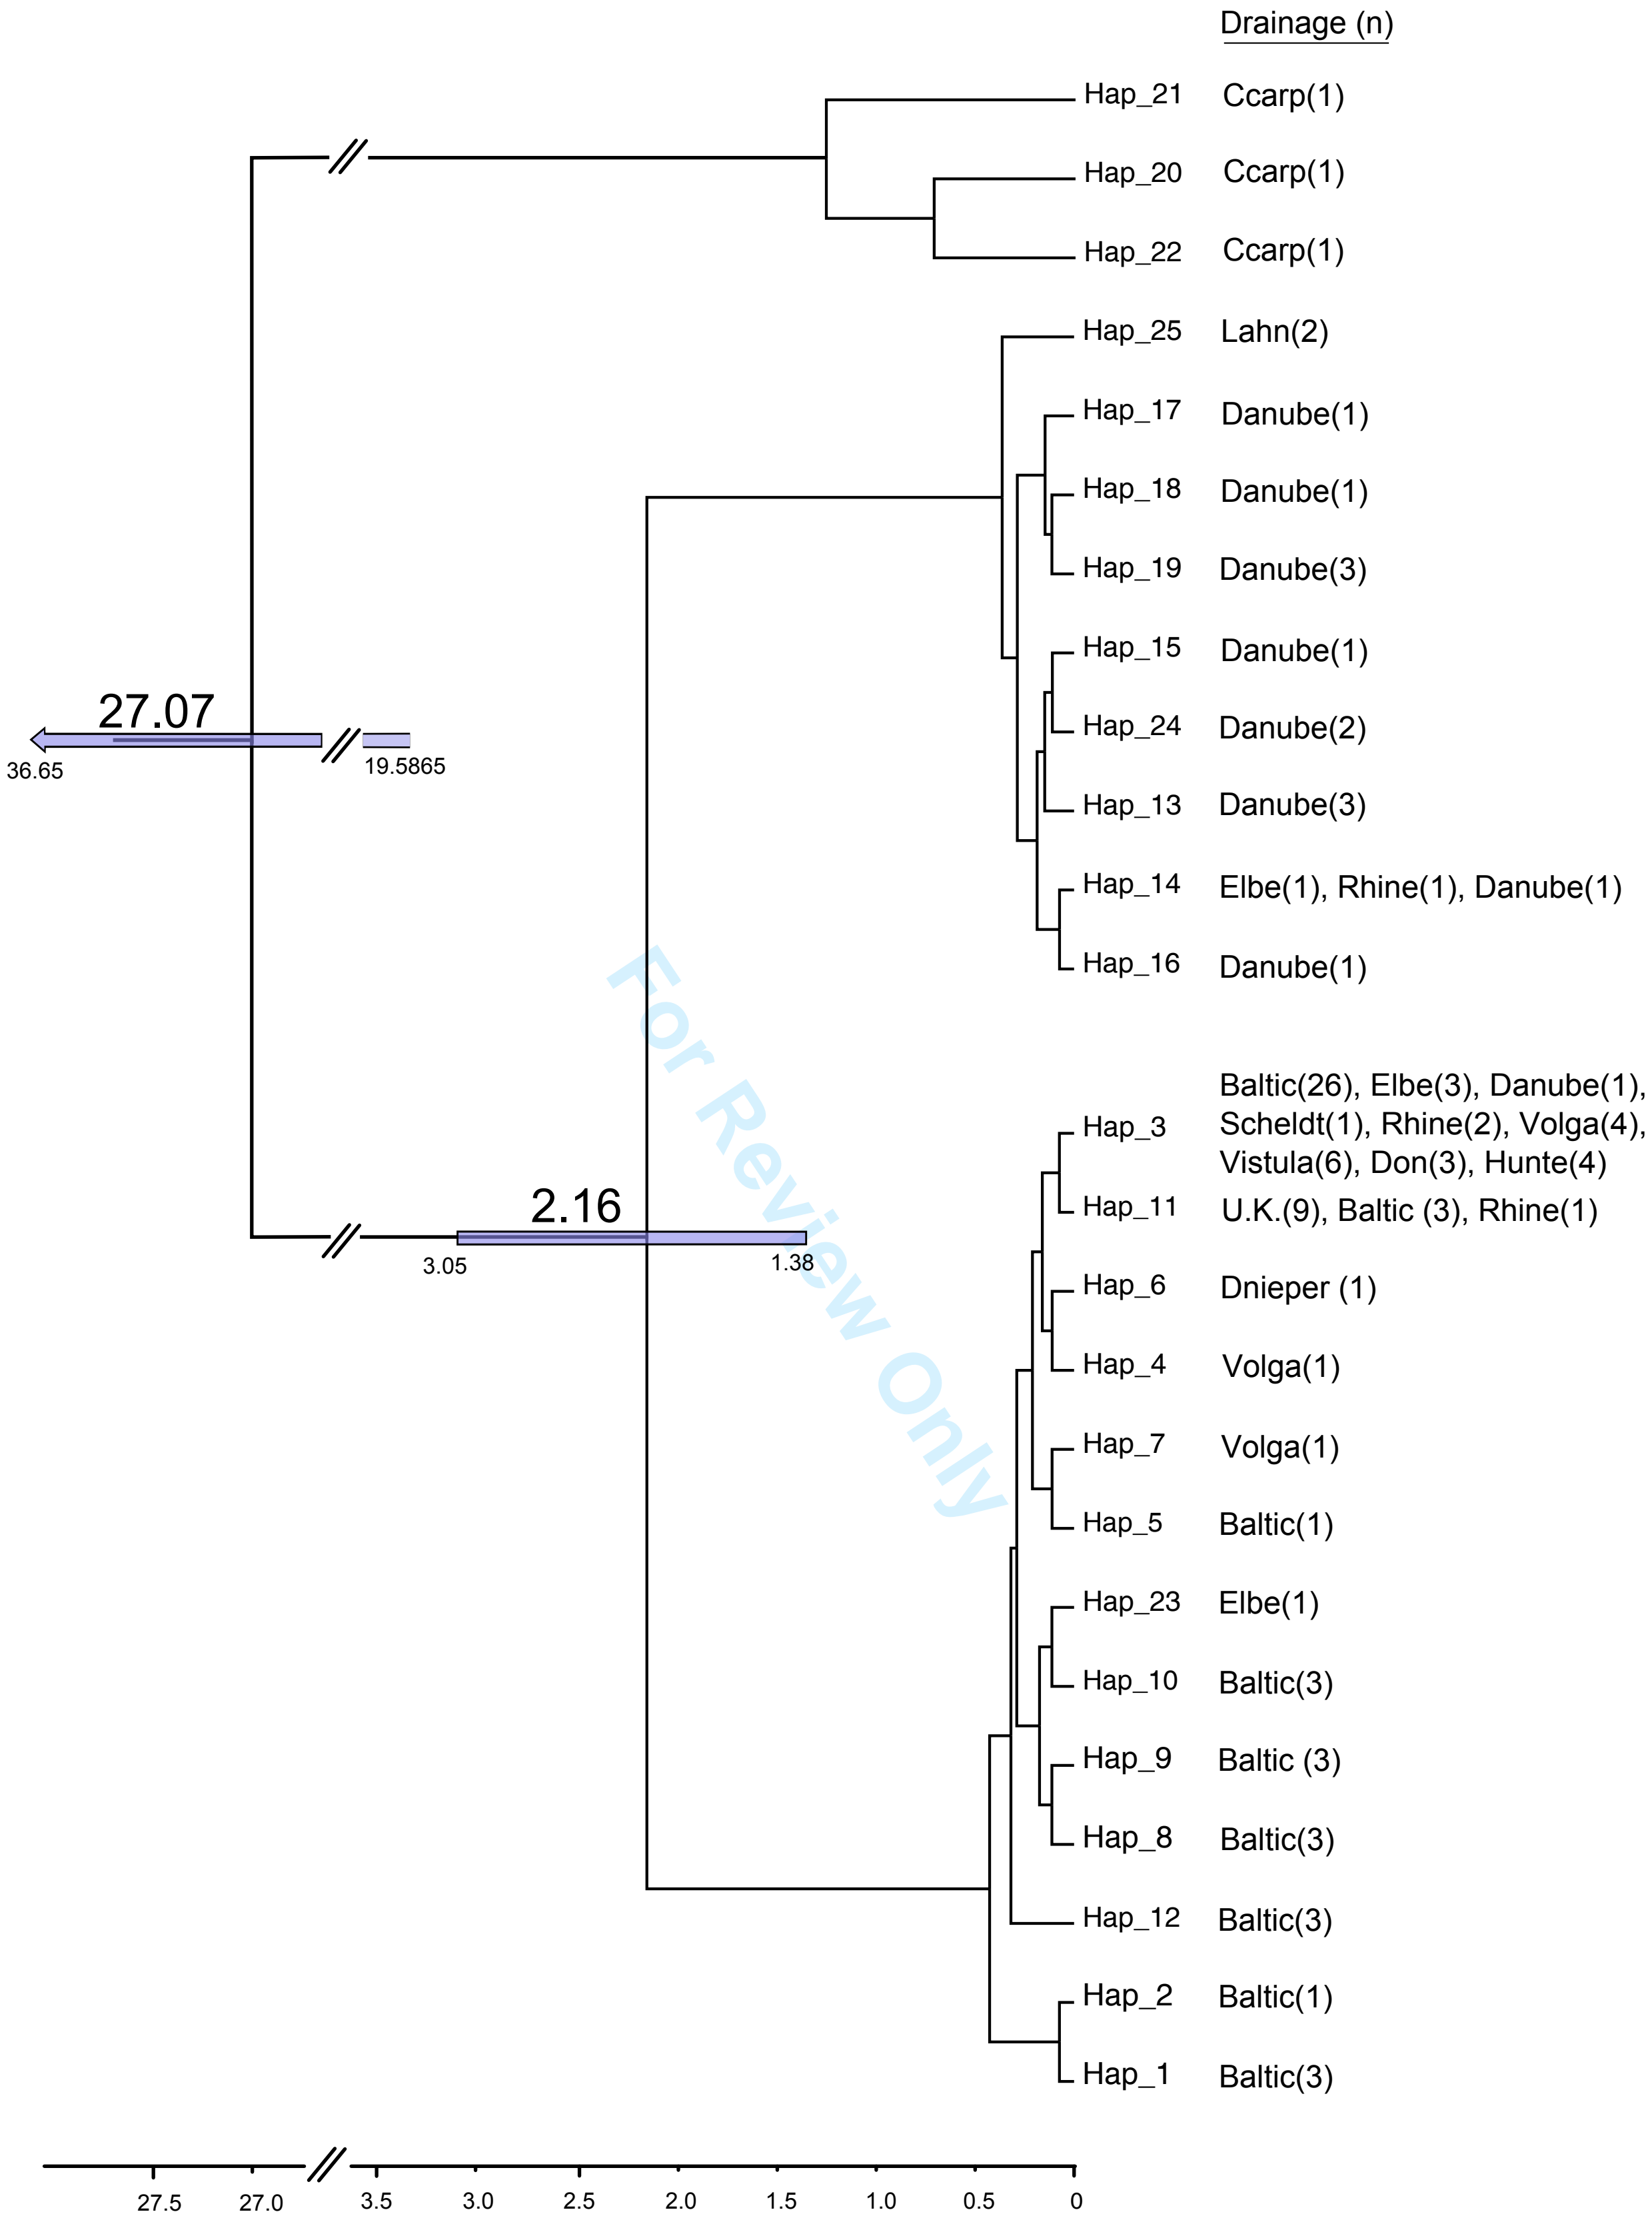 Drainage (n)
Hap_21 Ccarp(1)
Hap_20 Ccarp(1)
Hap_22 Ccarp(1)
Hap_25 Lahn(2)
Hap_17 Danube(1)
Hap_18 Danube(1)
Hap_19 Danube(3)
Hap_15 Danube(1)
27.07
Hap_24 Danube(2)
36.65
19.5865
Hap_13 Danube(3)
Hap_14 Elbe(1), Rhine(1), Danube(1)
Hap_16 Danube(1)
For Review Only
Baltic(26), Elbe(3), Danube(1),
Hap_3 Scheldt(1), Rhine(2), Volga(4),
Vistula(6), Don(3), Hunte(4)
2.16
Hap_11 U.K.(9), Baltic (3), Rhine(1)
3.05
1.38
Hap_6 Dnieper (1)
Hap_4 Volga(1)
Hap_7 Volga(1)
Hap_5 Baltic(1)
Hap_23 Elbe(1)
Hap_10 Baltic(3)
Hap_9 Baltic (3)
Hap_8 Baltic(3)
Hap_12 Baltic(3)
Hap_2 Baltic(1)
Hap_1 Baltic(3)
27.5 27.0 3.5 3.0 2.5 2.0 1.5 1.0 0.5 0